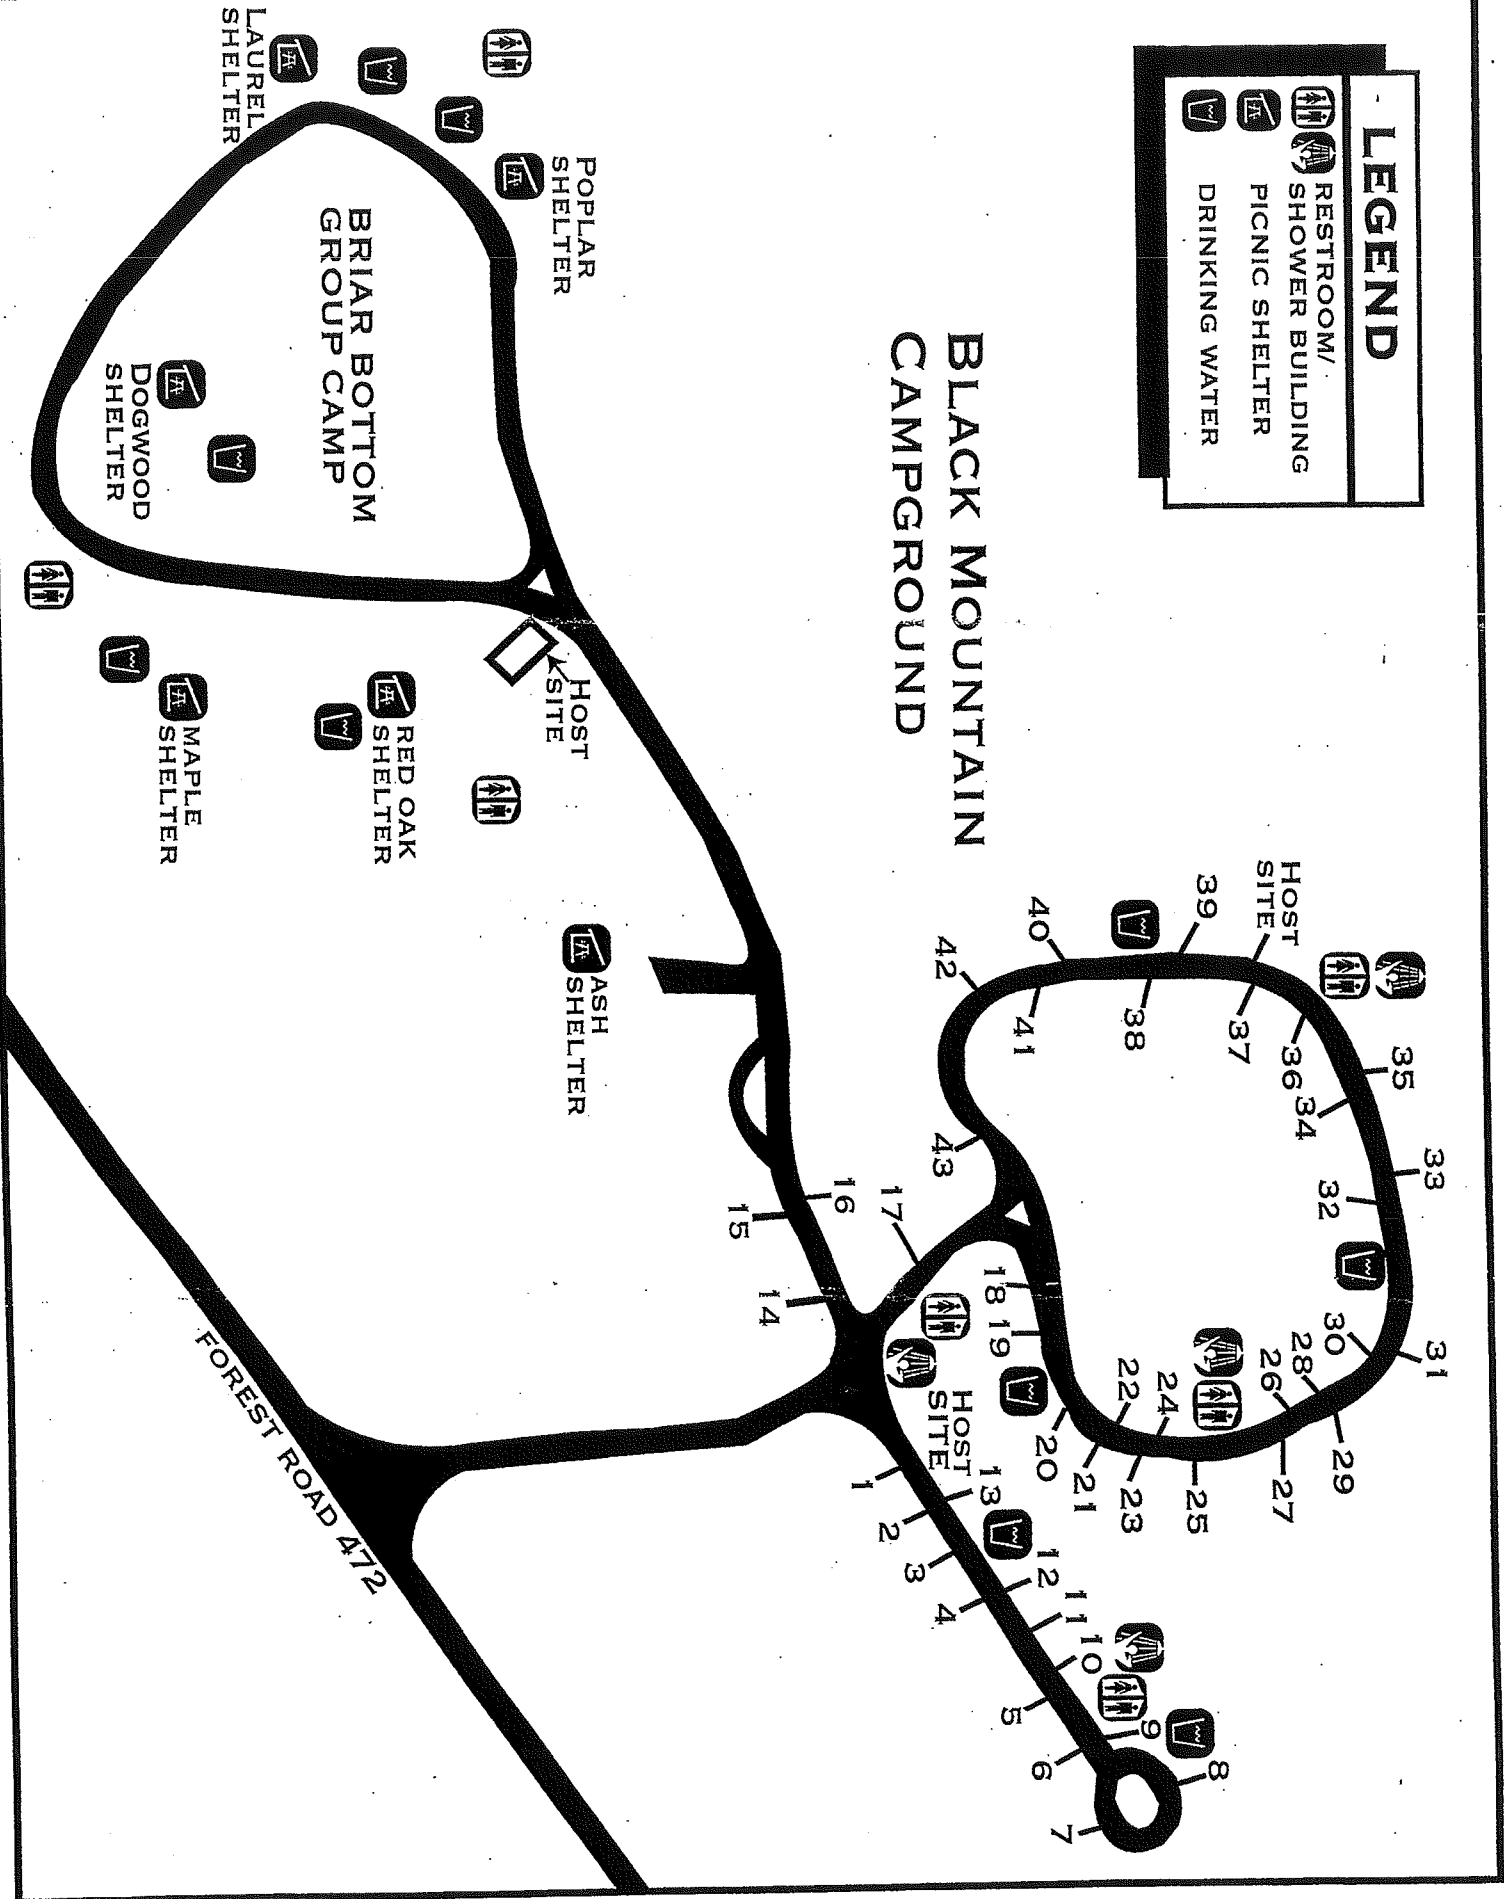 LEGEND
RESTROOM/
SHOWER BUILDING
PICNIC SHELTER
DRINKING WATER
BLACK MOUNTAIN
CAMPGROUND
HOST
SITE
39
40
42
41
38
37
36
35
34
33
32
31
30
29
28
27
26
25
24
23
22
21
20
19
18
17
43
16
15
14
HOST
SITE
13
12
11
10
9
8
7
6
5
4
3
2
1
POPLAR
SHELTER
LAUREL
SHELTER
BRIAR BOTTOM
GROUP CAMP
DOGWOOD
SHELTER
HOST
SITE
RED OAK
SHELTER
MAPLE
SHELTER
ASH
SHELTER
FOREST ROAD 472